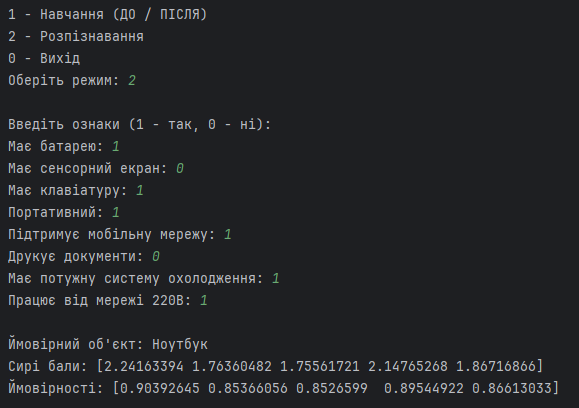 1 - Навчання (ДО / ПІСЛЯ)
2 - Розпізнавання
0 - Вихід
Оберіть режим: 2
Введіть ознаки (1 - так, 0 - ні):
Має батарею: 1
Має сенсорний екран: 0
Має клавіатуру: 1
Портативний: 1
Підтримує мобільну мережу: 1
Друкує документи: 0
Має потужну систему охолодження: 1
Працює від мережі 220В: 1
Ймовірний об'єкт: Ноутбук
Сирі бали: [2.24163394 1.76360482 1.75561721 2.14765268 1.86716866]
Ймовірності: [0.90392645 0.85366056 0.8526599  0.89544922 0.86613033]